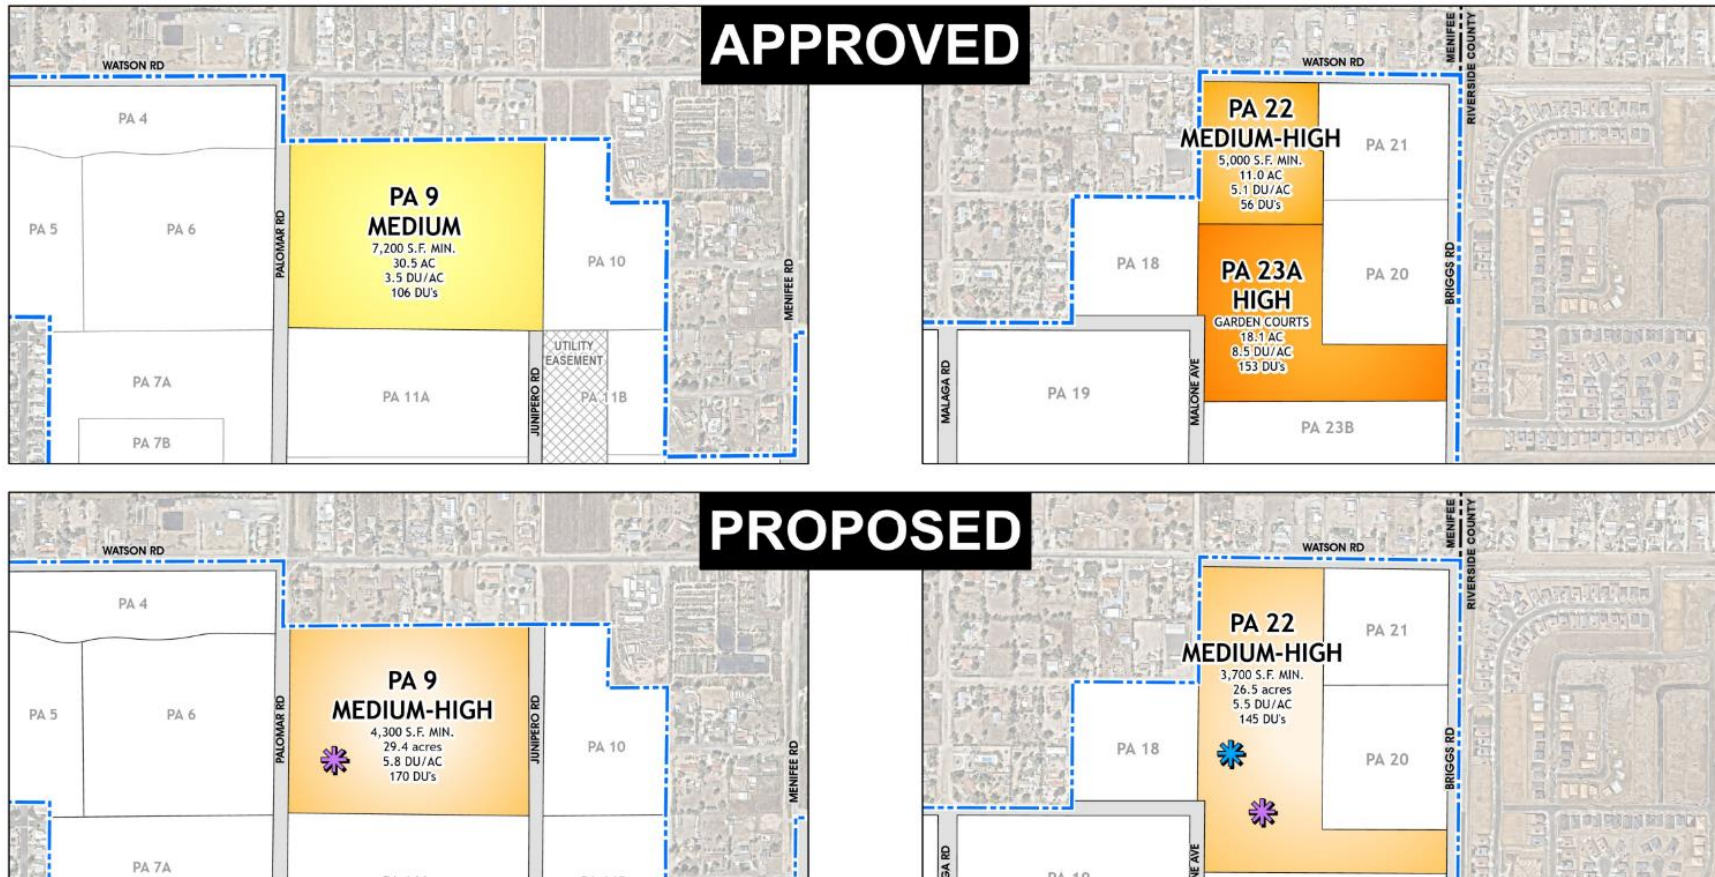 APPROVED
WATSON RD
PA 4
PA 5
PA 6
PALOMAR RD
PA 9
MEDIUM
7,200 S.F. MIN.
30.5 AC
3.5 DU/AC
106 DU's
PA 10
MENIFEE RD
UTILITY
EASEMENT
JUNIPERO RD
PA 7A
PA 7B
PA 11A
PA 11B
WATSON RD
MENIFEE
RIVERSIDE COUNTY
PA 22
MEDIUM-HIGH
5,000 S.F. MIN.
11.0 AC
5.1 DU/AC
56 DU's
PA 21
PA 18
PA 23A
HIGH
GARDEN COURTS
18.1 AC
8.5 DU/AC
153 DU's
PA 20
BRIGGS RD
MALAGA RD
PA 19
MALONE AVE
PA 23B
PROPOSED
WATSON RD
PA 4
PA 5
PA 6
PALOMAR RD
PA 9
MEDIUM-HIGH
4,300 S.F. MIN.
29.4 acres
5.8 DU/AC
170 DU's
JUNIPERO RD
PA 10
MENIFEE RD
PA 7A
WATSON RD
MENIFEE
RIVERSIDE COUNTY
PA 22
MEDIUM-HIGH
3,700 S.F. MIN.
26.5 acres
5.5 DU/AC
145 DU's
PA 21
PA 18
PA 20
BRIGGS RD
GA RD
NE AVE